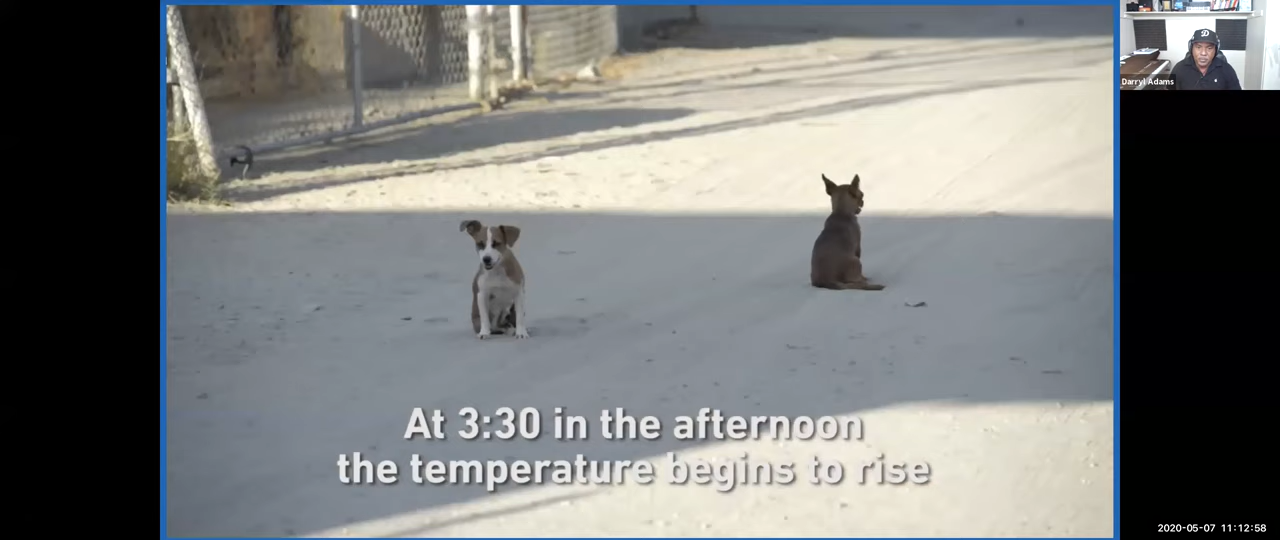 Darryl Adams
At 3:30 in the afternoon
the temperature begins to rise
2020-05-07 11:12:58